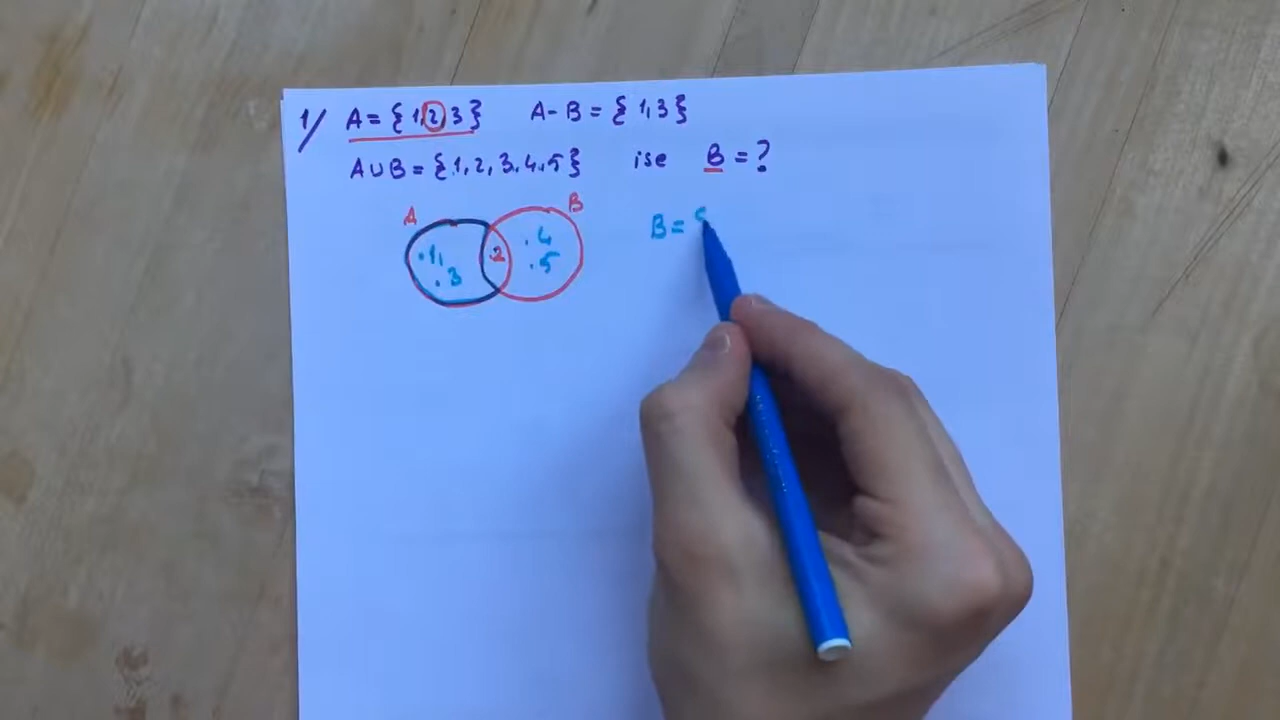 1/ A = {1,2,3} A-B = {1,3}
A∪B = {1,2,3,4,5} ise B = ?
A B
.1, .3 .2 .4 .5
B = {